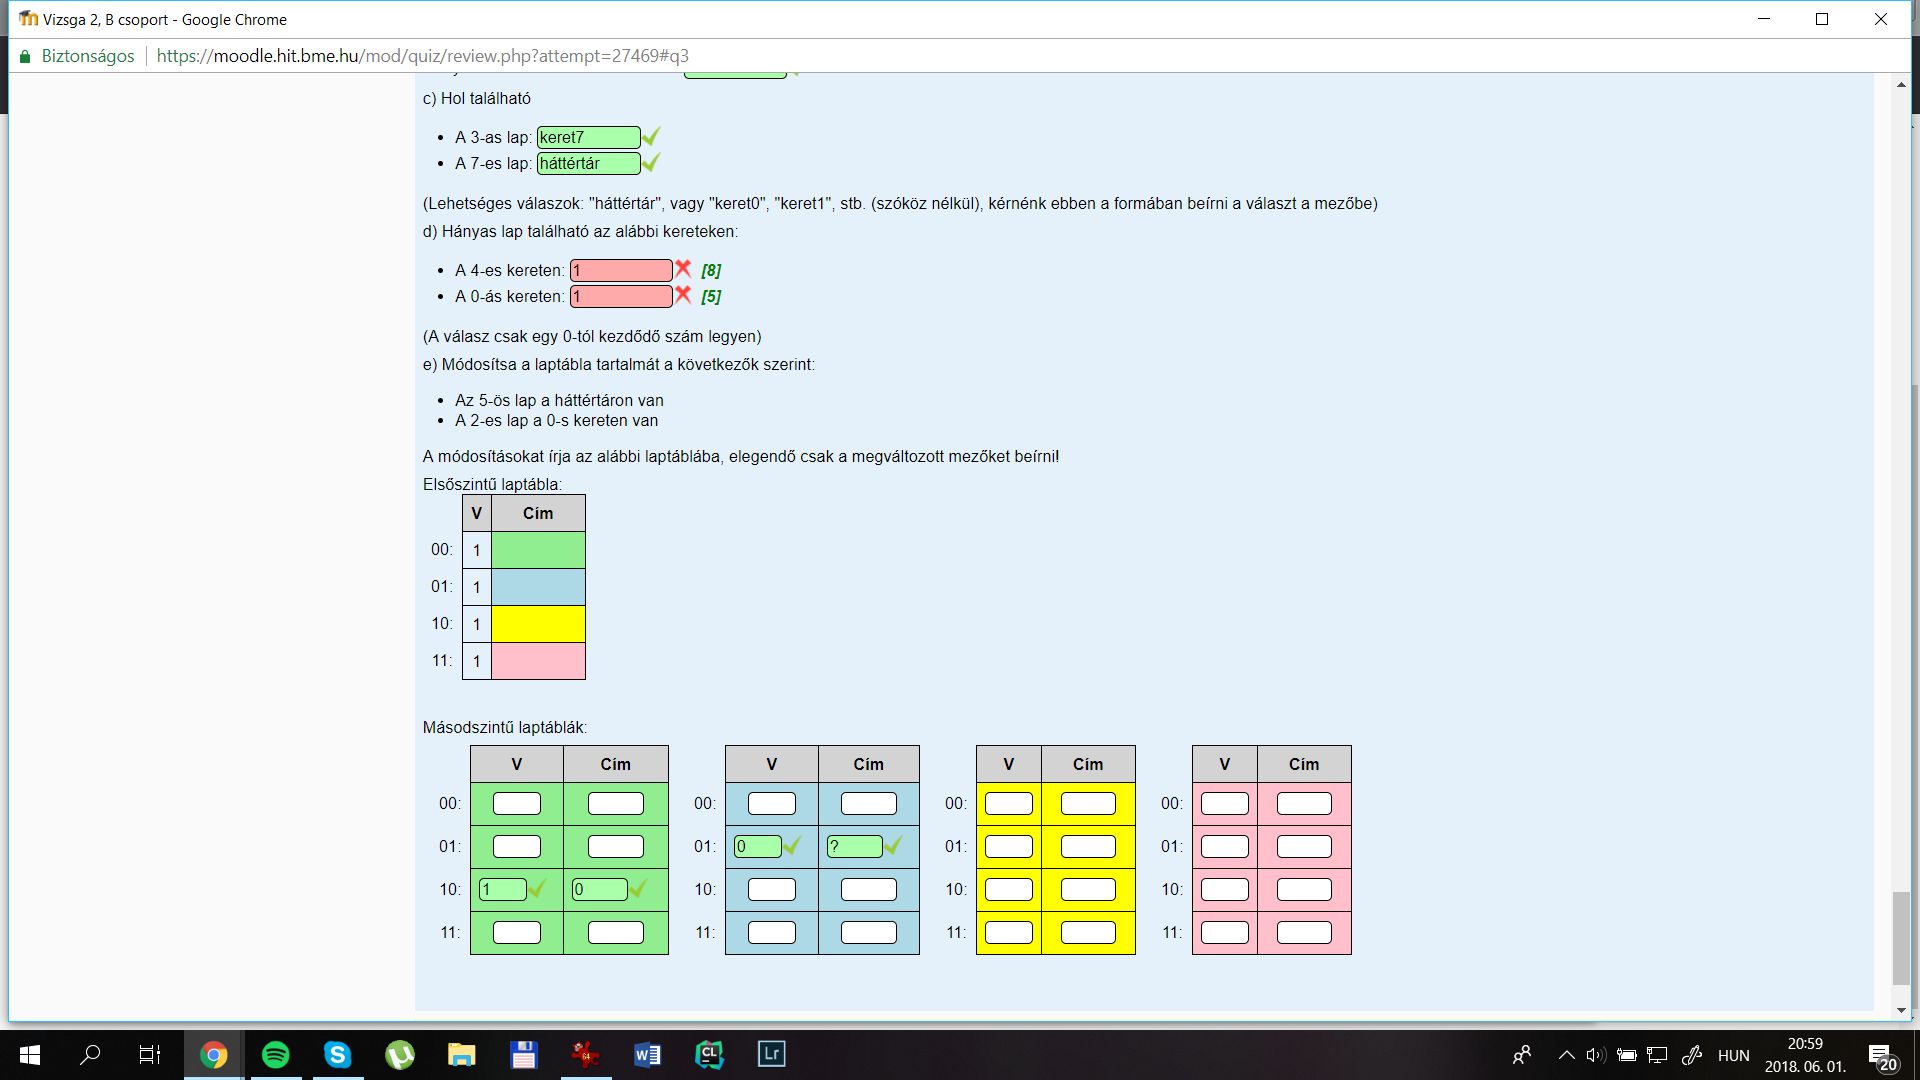 Vizsga 2, B csoport - Google Chrome
Biztonságos https://moodle.hit.bme.hu/mod/quiz/review.php?attempt=27469#q3
c) Hol található
A 3-as lap: keret7
A 7-es lap: háttértár
(Lehetséges válaszok: "háttértár", vagy "keret0", "keret1", stb. (szóköz nélkül), kérnénk ebben a formában beírni a választ a mezőbe)
d) Hányas lap található az alábbi kereteken:
A 4-es kereten: 1 [8]
A 0-ás kereten: 1 [5]
(A válasz csak egy 0-tól kezdődő szám legyen)
e) Módosítsa a laptábla tartalmát a következők szerint:
Az 5-ös lap a háttértáron van
A 2-es lap a 0-s kereten van
A módosításokat írja az alábbi laptáblába, elegendő csak a megváltozott mezőket beírni!
Elsőszintű laptábla:
V Cím
00: 1
01: 1
10: 1
11: 1
Másodszintű laptáblák:
V Cím V Cím V Cím V Cím
00: 00: 00: 00:
01: 01: 0 ? 01: 01:
10: 1 0 10: 10: 10:
11: 11: 11: 11:
64 W CL Lr HUN 20:59 2018. 06. 01. 20